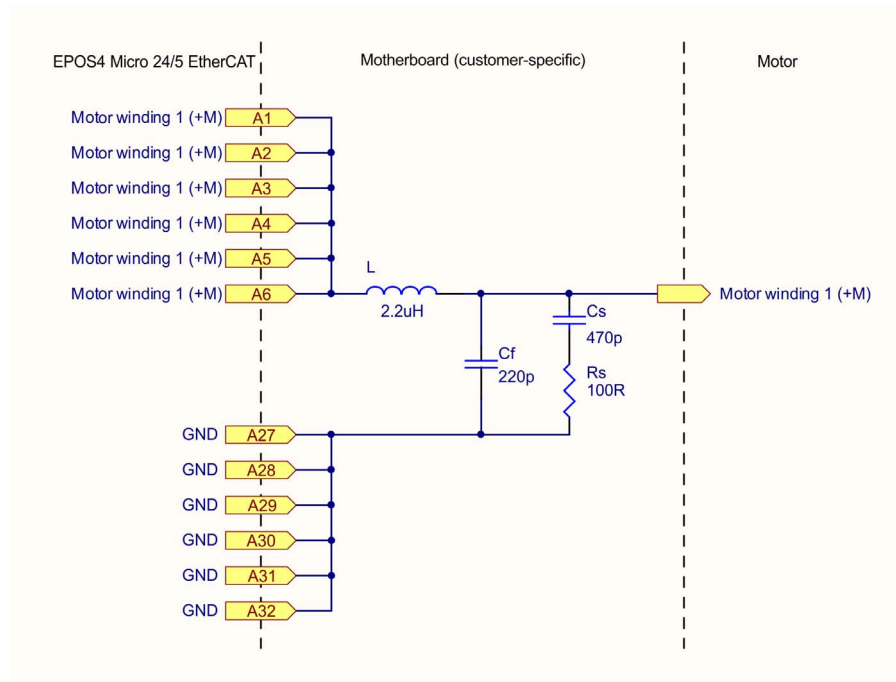 EPOS4 Micro 24/5 EtherCAT
Motherboard (customer-specific)
Motor
Motor winding 1 (+M) A1
Motor winding 1 (+M) A2
Motor winding 1 (+M) A3
Motor winding 1 (+M) A4
Motor winding 1 (+M) A5
Motor winding 1 (+M) A6
L
2.2uH
Motor winding 1 (+M)
Cs
470p
Cf
220p
Rs
100R
GND A27
GND A28
GND A29
GND A30
GND A31
GND A32